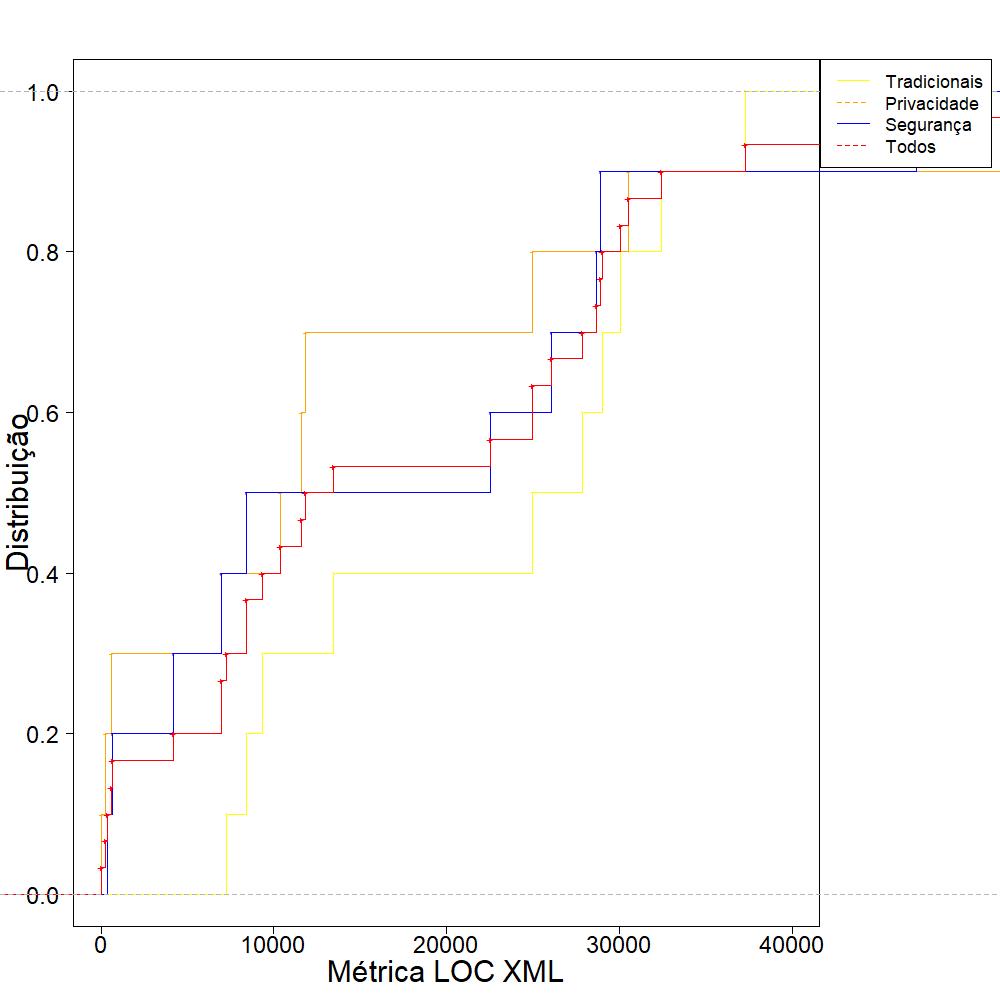 1.0
0.8
0.6
0.4
0.2
0.0
Distribuição
0
10000
20000
30000
40000
Métrica LOC XML
Tradicionais
Privacidade
Segurança
Todos